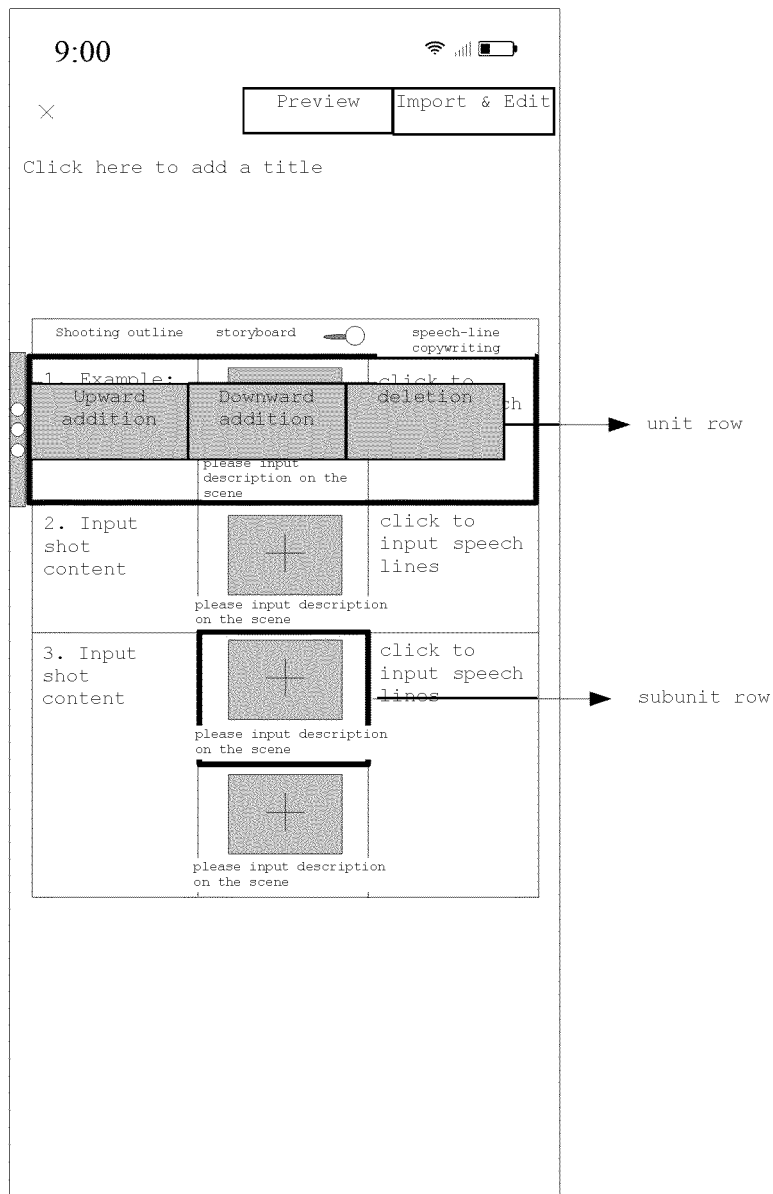 9:00
Preview
Import & Edit
Click here to add a title
Shooting outline
storyboard
speech-line
copywriting
1. Example:
click to
Upward
addition
Downward
addition
deletion
unit row
please input
description on the
scene
2. Input
shot
content
please input description
on the scene
click to
input speech
lines
3. Input
shot
content
please input description
on the scene
click to
input speech
lines
subunit row
please input description
on the scene